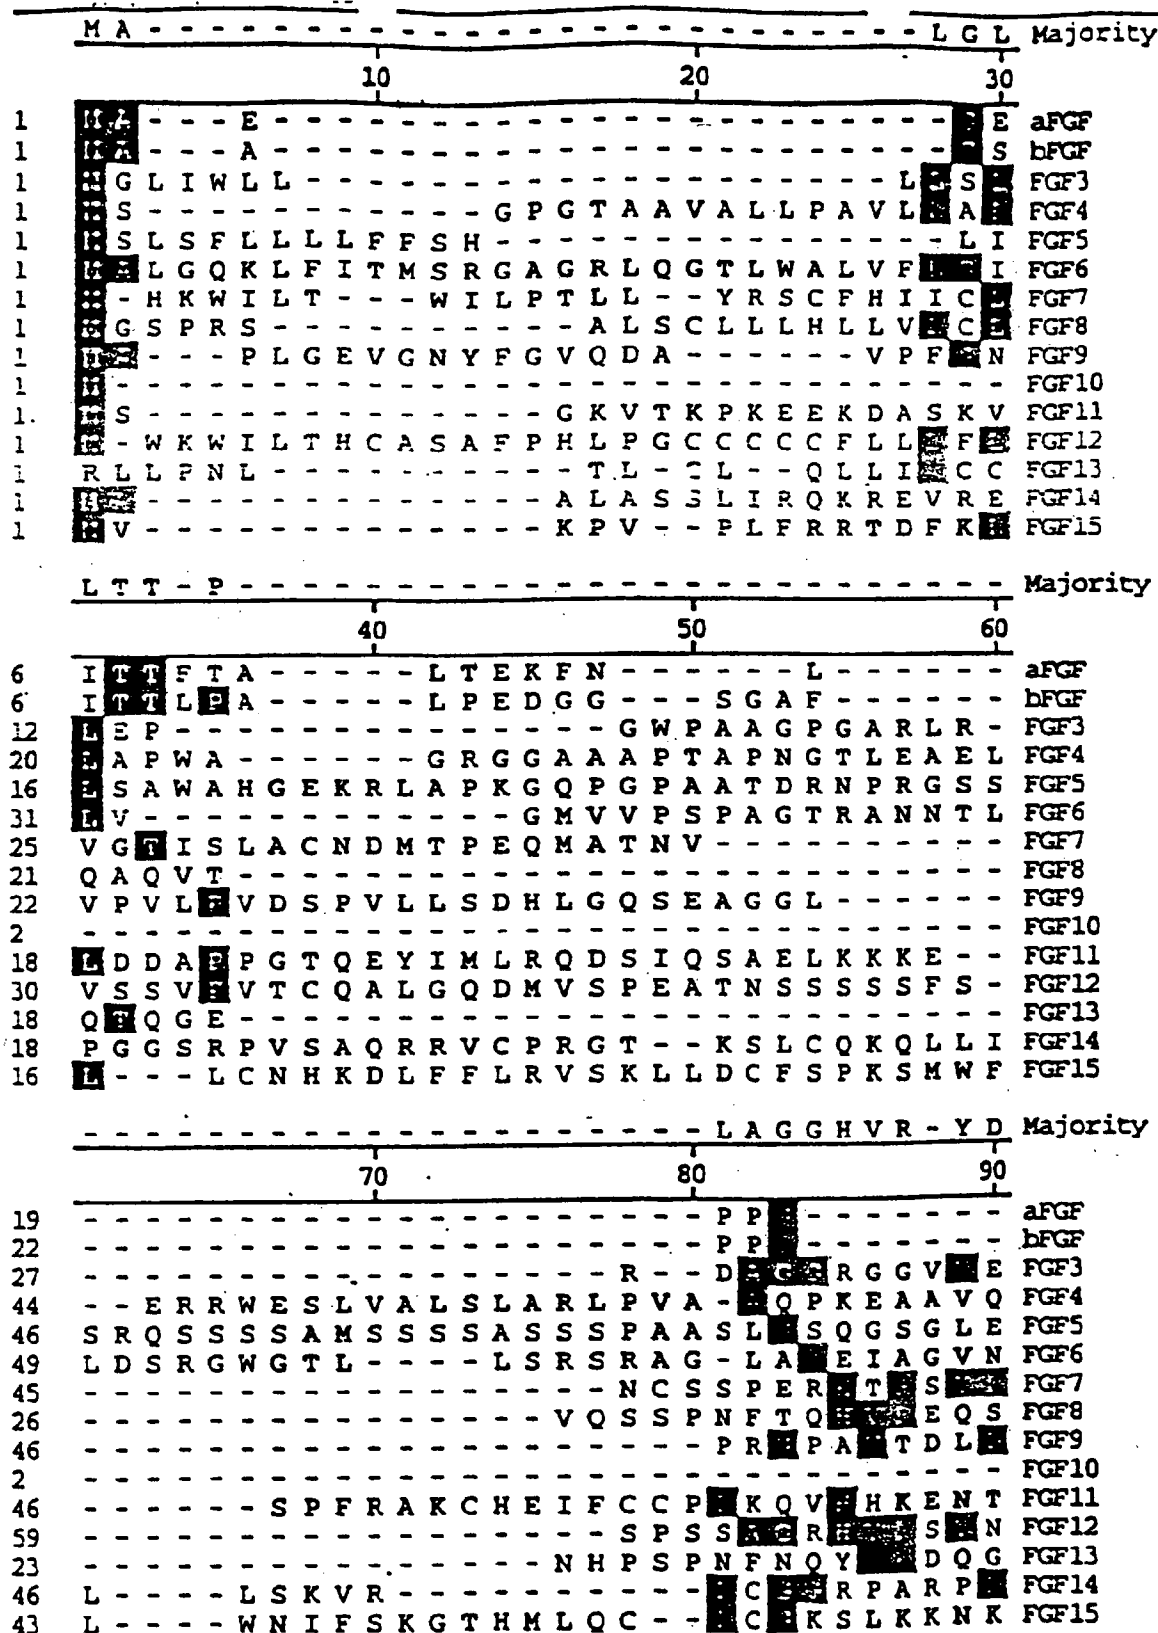 M A - - - - - - - - - - - - - - - - - - - - - - - - - L G L Majority
10 20 30
1 M A - - - E - - - - - - - - - - - - - - - - - - - - - - E aFGF
1 M A - - - A - - - - - - - - - - - - - - - - - - - - - - S bFGF
1 M G L I W L L - - - - - - - - - - - - - - - - - - - L S FGF3
1 M S - - - - - - - - - - - G P G T A A V A L L P A V L A FGF4
1 M S L S F L L L L F F S H - - - - - - - - - - - - - - - L I FGF5
1 M A L G Q K L F I T M S R G A G R L Q G T L W A L V F L I FGF6
1 M - H K W I L T - - - W I L P T L L - - Y R S C F H I I C L FGF7
1 M G S P R S - - - - - - - - - - A L S C L L L H L L V C L FGF8
1 M - - - P L G E V G N Y F G V Q D A - - - - - - V P F N FGF9
1 M - - - - - - - - - - - - - - - - - - - - - - - - - - - - - FGF10
1. M S - - - - - - - - - - - - - G K V T K P K E E K D A S K V FGF11
1 M - W K W I L T H C A S A F P H L P G C C C C C F L L F FGF12
1 R L L P N L - - - - - - - - - - T L - L - - Q L L I C C FGF13
1 M - - - - - - - - - - - - - A L A S S L I R Q K R E V R E FGF14
1 M V - - - - - - - - - - - - - K P V - - P L F R R T D F K FGF15
L T T - P - - - - - - - - - - - - - - - - - - - - - - - - - Majority
40 50 60
6 I T T F T A - - - - - L T E K F N - - - - - - L - - - - - - aFGF
6 I T T L P A - - - - - L P E D G G - - - S G A F - - - - - - bFGF
12 L E P - - - - - - - - - - - - - - G W P A A G P G A R L R - FGF3
20 L A P W A - - - - - - G R G G A A A P T A P N G T L E A E L FGF4
16 L S A W A H G E K R L A P K G Q P G P A A T D R N P R G S S FGF5
31 L V - - - - - - - - - - - - G M V V P S P A G T R A N N T L FGF6
25 V G T I S L A C N D M T P E Q M A T N V - - - - - - - - - - FGF7
21 Q A Q V T - - - - - - - - - - - - - - - - - - - - - - - - - FGF8
22 V P V L V D S P V L L S D H L G Q S E A G G L - - - - - - FGF9
2 - - - - - - - - - - - - - - - - - - - - - - - - - - - - - - FGF10
18 L D D A P P G T Q E Y I M L R Q D S I Q S A E L K K K E - - FGF11
30 V S S V V T C Q A L G Q D M V S P E A T N S S S S S F S - FGF12
18 Q T Q G E - - - - - - - - - - - - - - - - - - - - - - - - - FGF13
18 P G G S R P V S A Q R R V C P R G T - - K S L C Q K Q L L I FGF14
16 L - - - L C N H K D L F F L R V S K L L D C F S P K S M W F FGF15
- - - - - - - - - - - - - - - - - - - - L A G G H V R - Y D Majority
70 80 90
19 - - - - - - - - - - - - - - - - - - - - P P - - - - - - - aFGF
22 - - - - - - - - - - - - - - - - - - - - P P - - - - - - - bFGF
27 - - - - - - - - - - - - - - - - - R - - D G G R G G V E FGF3
44 - - E R R W E S L V A L S L A R L P V A - Q P K E A A V Q FGF4
46 S R Q S S S S A M S S S S A S S S P A A S L S Q G S G L E FGF5
49 L D S R G W G T L - - - - L S R S R A G - L A E I A G V N FGF6
45 - - - - - - - - - - - - - - - - - N C S S P E R T S FGF7
26 - - - - - - - - - - - - - - - V Q S S P N F T Q E Q S FGF8
46 - - - - - - - - - - - - - - - - - - - - P R P A T D L FGF9
2 - - - - - - - - - - - - - - - - - - - - - - - - - - - - - - FGF10
46 - - - - - - S P F R A K C H E I F C C P K Q V H K E N T FGF11
59 - - - - - - - - - - - - - - - - - S P S S R S N FGF12
23 - - - - - - - - - - - - - - - N H P S P N F N Q Y D Q G FGF13
46 L - - - - L S K V R - - - - - - - - - - C R P A R P FGF14
43 L - - - - W N I F S K G T H M L Q C - - C K S L K K N K FGF15